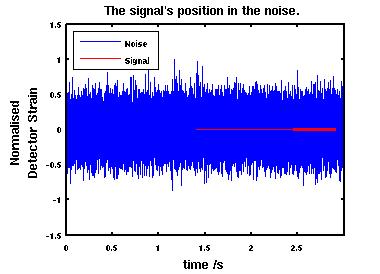 The signal's position in the noise.
1.5
1
0.5
0
-0.5
-1
-1.5
Normalised
Detector Strain
Noise
Signal
0
0.5
1
1.5
2
2.5
time /s